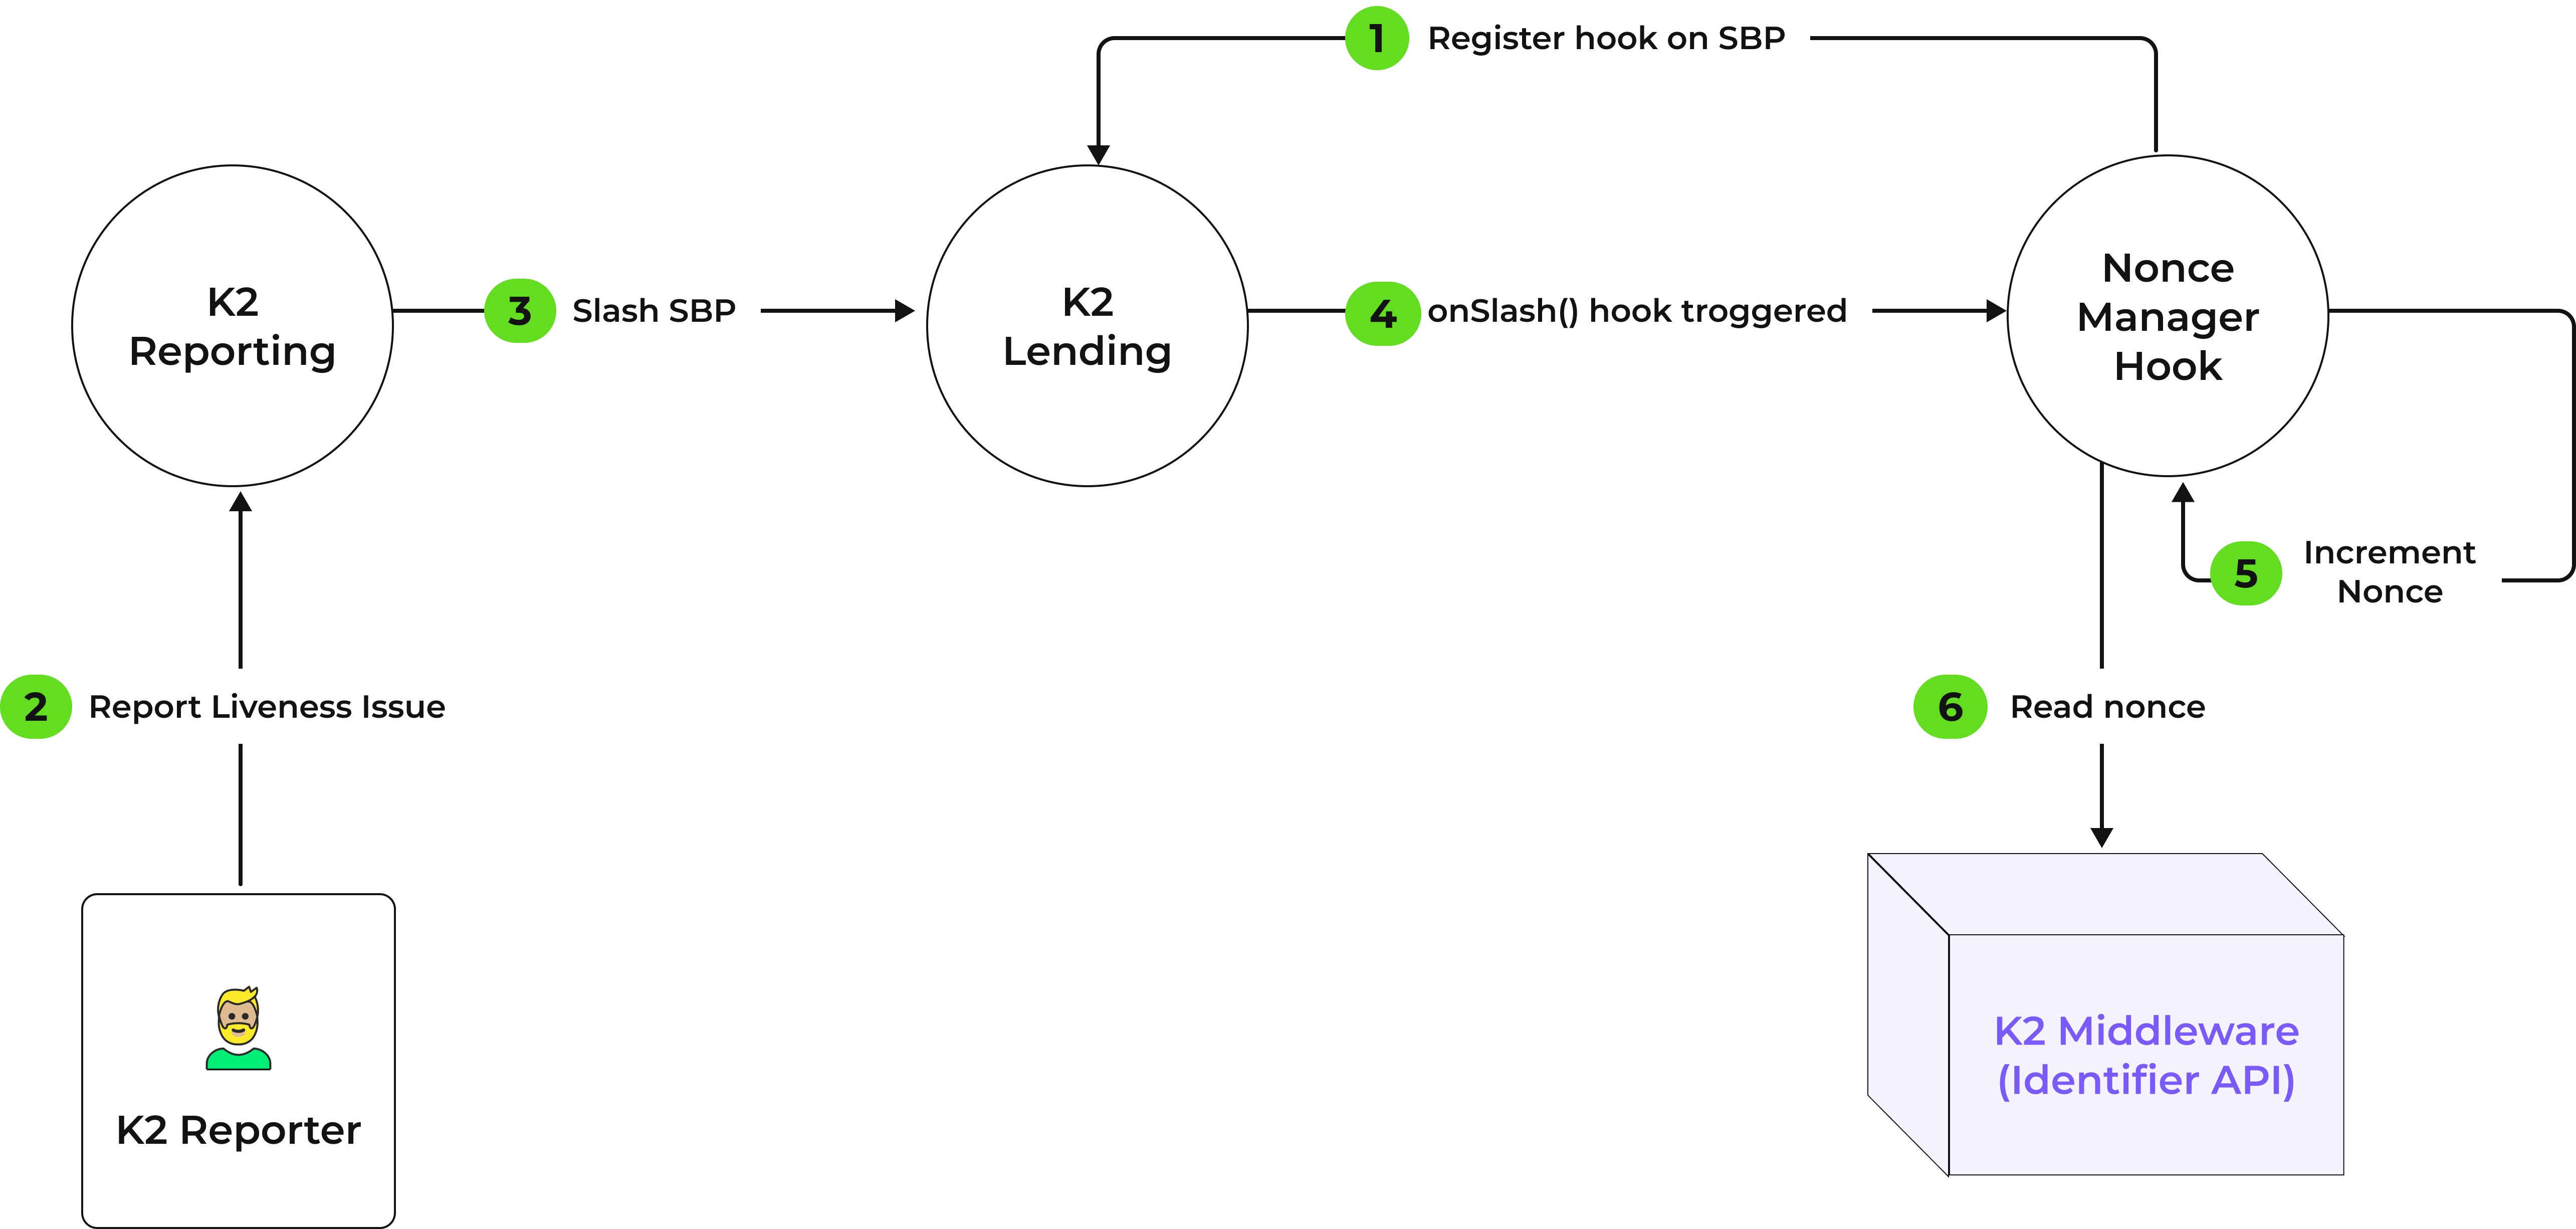 1 Register hook on SBP
K2
Reporting
3 Slash SBP
K2
Lending
4 onSlash() hook troggered
Nonce
Manager
Hook
5 Increment
Nonce
2 Report Liveness Issue
6 Read nonce
K2 Reporter
K2 Middleware
(Identifier API)